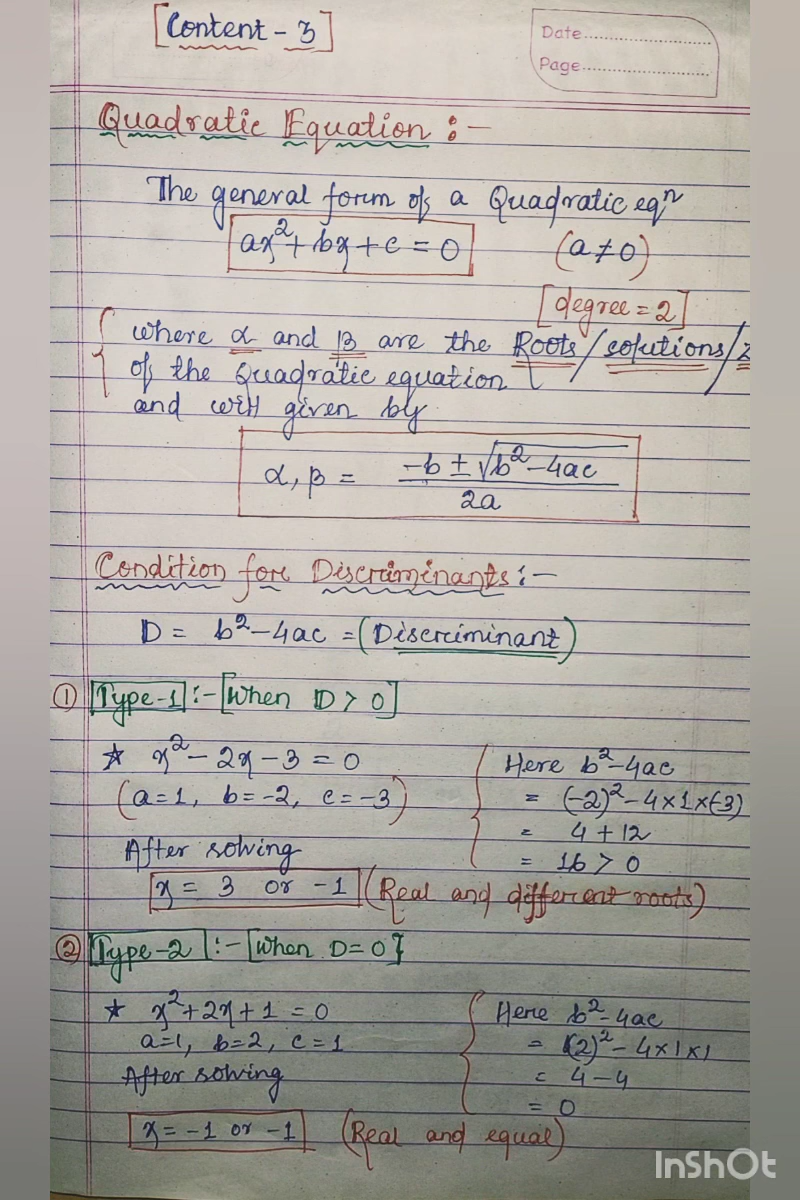 [Content - 3]
Date
Page
Quadratic Equation :-
The general form of a Quadratic eqⁿ
ax² + bx + c = 0 (a ≠ 0)
[degree = 2]
where α and β are the Roots / solutions /
of the quadratic equation
and will given by
α, β = (-b ± √(b² - 4ac)) / 2a
Condition for Discriminants :-
D = b² - 4ac = (Discriminant)
① Type-1 :- [When D > 0]
☆ x² - 2x - 3 = 0
(a=1, b=-2, c=-3)
After solving
x = 3 or -1 (Real and different roots)
Here b² - 4ac
= (-2)² - 4×1×(-3)
= 4 + 12
= 16 > 0
② Type-2 :- [When D = 0]
☆ x² + 2x + 1 = 0
a=1, b=2, c=1
After solving
x = -1 or -1 (Real and equal)
Here b² - 4ac
= (2)² - 4×1×1
= 4 - 4
= 0
InShOt